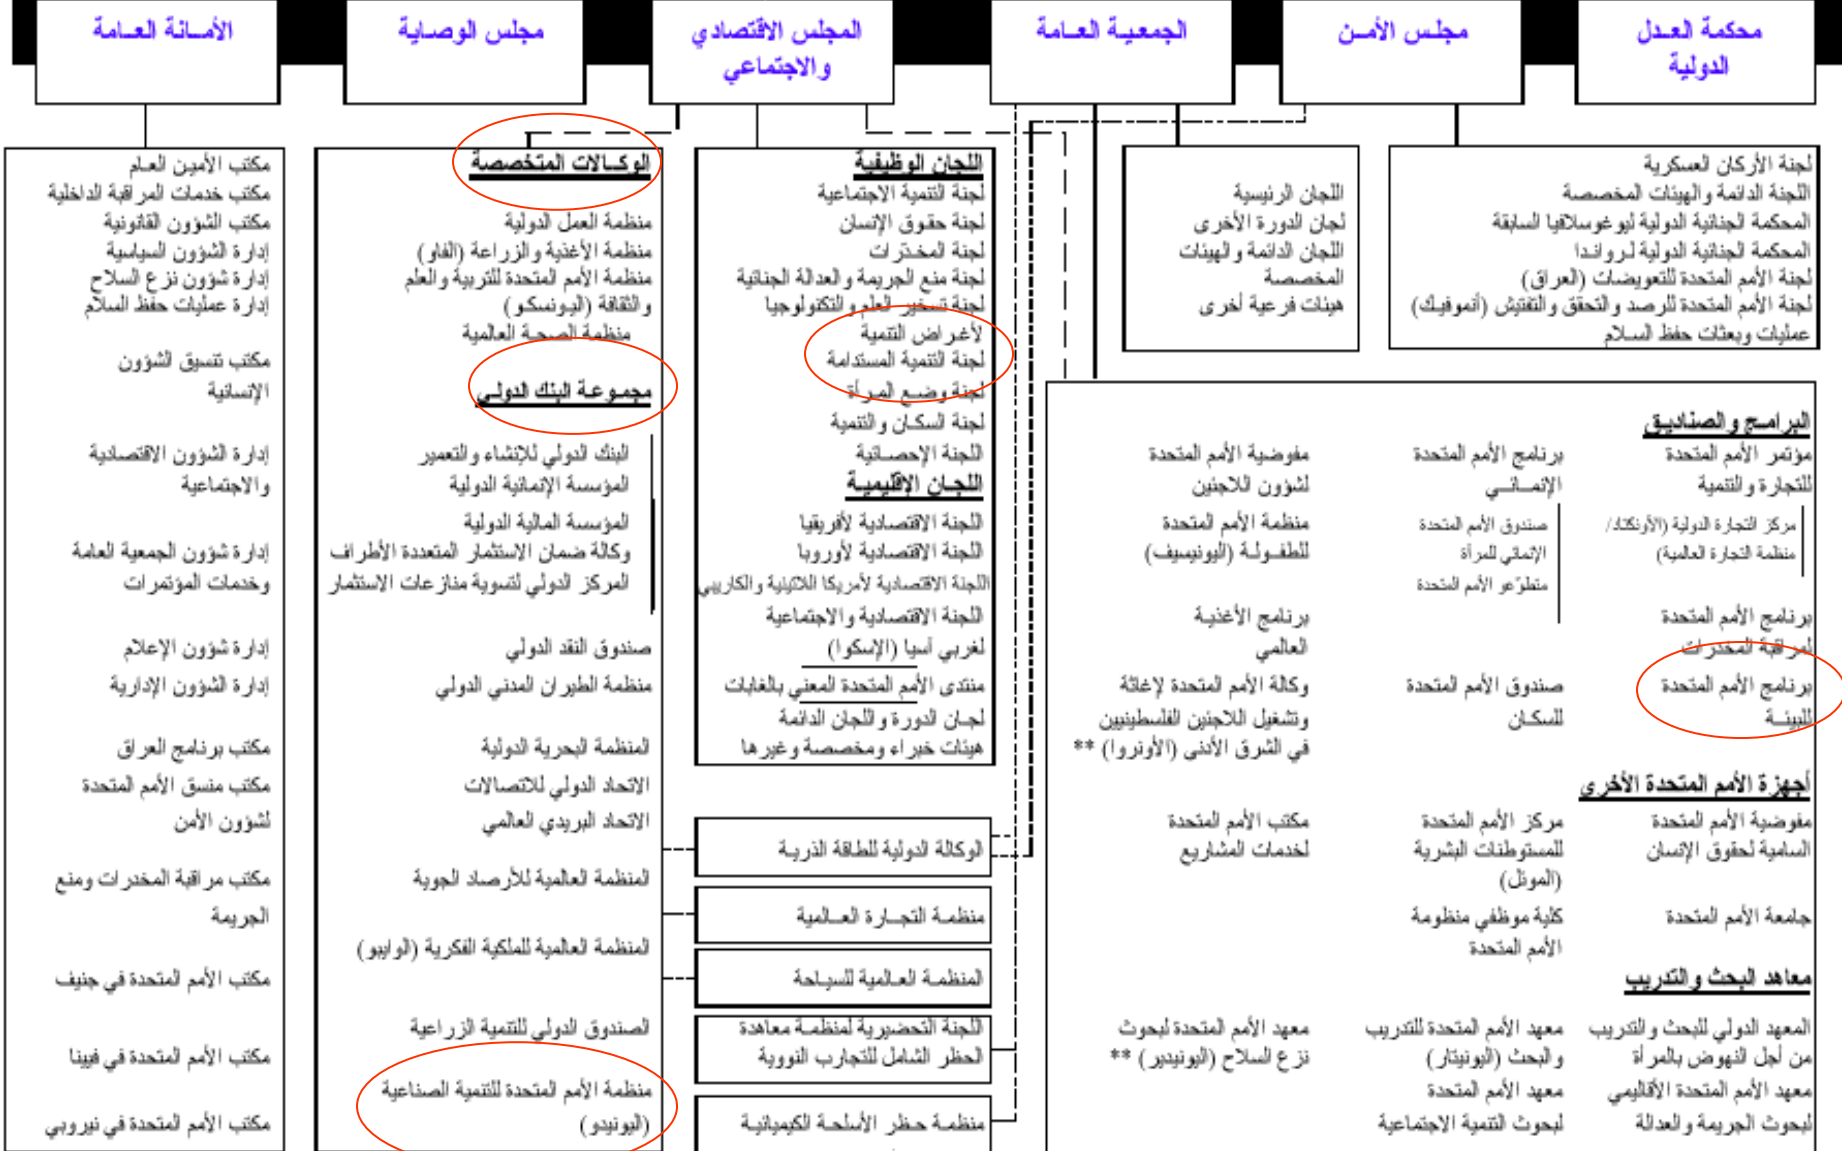 محكمة العدل
الدولية
مجلس الأمن
الجمعية العامة
المجلس الاقتصادي
والاجتماعي
مجلس الوصاية
الأمانة العامة
لجنة الأركان العسكرية
اللجنة الدائمة والهيئات المخصصة
المحكمة الجنائية الدولية ليوغوسلافيا السابقة
المحكمة الجنائية الدولية لرواندا
لجنة الأمم المتحدة للتعويضات (العراق)
لجنة الأمم المتحدة للرصد والتحقق والتفتيش (أنموفيك)
عمليات وبعثات حفظ السلام
اللجان الرئيسية
لجان الدورة الأخرى
اللجان الدائمة والهيئات
المخصصة
هيئات فرعية أخرى
البرامج والصناديق
مؤتمر الأمم المتحدة
للتجارة والتنمية
مركز التجارة الدولية (الأونكتاد/
منظمة التجارة العالمية)
برنامج الأمم المتحدة
لمراقبة المخدرات
برنامج الأمم المتحدة
للبيئة
برنامج الأمم المتحدة
الإنمائي
صندوق الأمم المتحدة
الإنمائي للمرأة
متطوّعو الأمم المتحدة
صندوق الأمم المتحدة
للسكان
مفوضية الأمم المتحدة
لشؤون اللاجئين
منظمة الأمم المتحدة
للطفولة (اليونيسيف)
برنامج الأغذية
العالمي
وكالة الأمم المتحدة لإغاثة
وتشغيل اللاجئين الفلسطينيين
في الشرق الأدنى (الأونروا) **
أجهزة الأمم المتحدة الأخرى
مفوضية الأمم المتحدة
السامية لحقوق الإنسان
جامعة الأمم المتحدة
مركز الأمم المتحدة
للمستوطنات البشرية
(الموئل)
كلية موظفي منظومة
الأمم المتحدة
مكتب الأمم المتحدة
لخدمات المشاريع
معاهد البحث والتدريب
المعهد الدولي للبحث والتدريب
من أجل النهوض بالمرأة
معهد الأمم المتحدة الأقاليمي
لبحوث الجريمة والعدالة
معهد الأمم المتحدة للتدريب
والبحث (اليونيتار)
معهد الأمم المتحدة
لبحوث التنمية الاجتماعية
معهد الأمم المتحدة لبحوث
نزع السلاح (اليونيدير) **
اللجان الوظيفية
لجنة التنمية الاجتماعية
لجنة حقوق الإنسان
لجنة المخدّرات
لجنة منع الجريمة والعدالة الجنائية
لجنة تسخير العلم والتكنولوجيا
لأغراض التنمية
لجنة التنمية المستدامة
لجنة وضع المرأة
لجنة السكان والتنمية
اللجنة الإحصائية
اللجان الإقليمية
اللجنة الاقتصادية لأفريقيا
اللجنة الاقتصادية لأوروبا
اللجنة الاقتصادية لأمريكا اللاتينية والكاريبي
اللجنة الاقتصادية والاجتماعية
لغربي آسيا (الإسكوا)
منتدى الأمم المتحدة المعني بالغابات
لجان الدورة واللجان الدائمة
هيئات خبراء ومخصصة وغيرها
الوكالة الدولية للطاقة الذرية
منظمة التجارة العالمية
المنظمة العالمية للسياحة
اللجنة التحضيرية لمنظمة معاهدة
الحظر الشامل للتجارب النووية
منظمة حظر الأسلحة الكيميائية
الوكالات المتخصصة
منظمة العمل الدولية
منظمة الأغذية والزراعة (الفاو)
منظمة الأمم المتحدة للتربية والعلم
والثقافة (اليونسكو)
منظمة الصحة العالمية
مجموعة البنك الدولي
البنك الدولي للإنشاء والتعمير
المؤسسة الإنمائية الدولية
المؤسسة المالية الدولية
وكالة ضمان الاستثمار المتعددة الأطراف
المركز الدولي لتسوية منازعات الاستثمار
صندوق النقد الدولي
منظمة الطيران المدني الدولي
المنظمة البحرية الدولية
الاتحاد الدولي للاتصالات
الاتحاد البريدي العالمي
المنظمة العالمية للأرصاد الجوية
المنظمة العالمية للملكية الفكرية (الوايبو)
الصندوق الدولي للتنمية الزراعية
منظمة الأمم المتحدة للتنمية الصناعية
(اليونيدو)
مكتب الأمين العام
مكتب خدمات المراقبة الداخلية
مكتب الشؤون القانونية
إدارة الشؤون السياسية
إدارة شؤون نزع السلاح
إدارة عمليات حفظ السلام
مكتب تنسيق الشؤون
الإنسانية
إدارة الشؤون الاقتصادية
والاجتماعية
إدارة شؤون الجمعية العامة
وخدمات المؤتمرات
إدارة شؤون الإعلام
إدارة الشؤون الإدارية
مكتب برنامج العراق
مكتب منسق الأمم المتحدة
لشؤون الأمن
مكتب مراقبة المخدرات ومنع
الجريمة
مكتب الأمم المتحدة في جنيف
مكتب الأمم المتحدة في فيينا
مكتب الأمم المتحدة في نيروبي